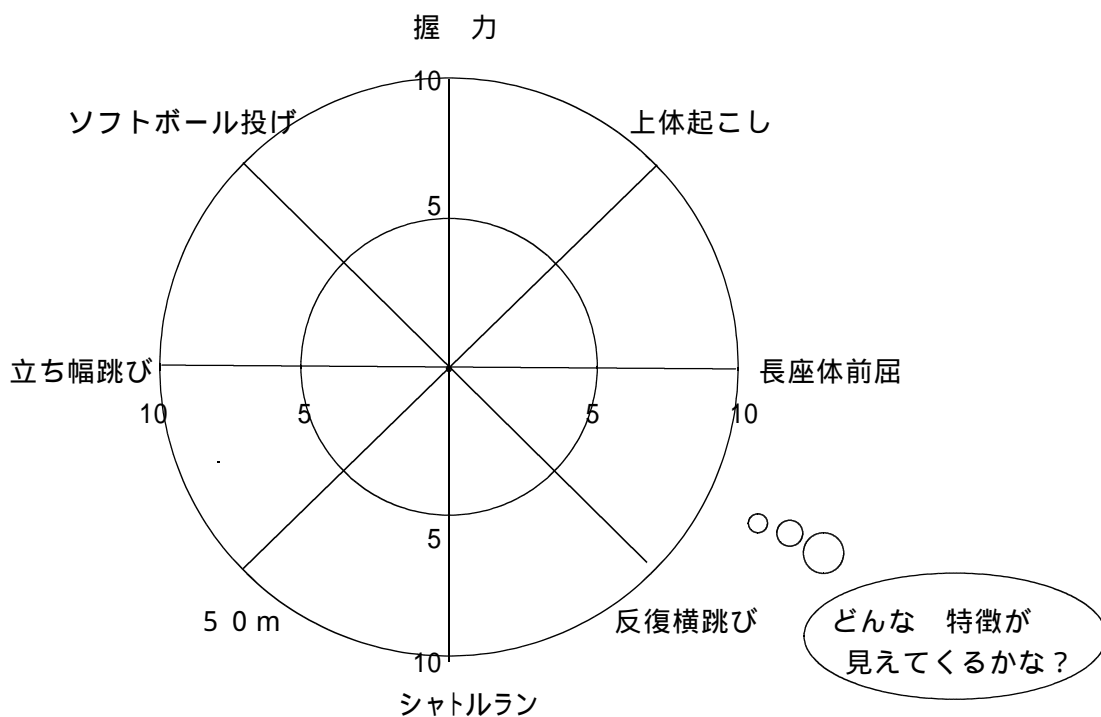 握　力
10
ソフトボール投げ
上体起こし
5
立ち幅跳び
長座体前屈
10
5
5
10
5
５０ｍ
反復横跳び
どんな　特徴が
見えてくるかな？
10
シャトルラン